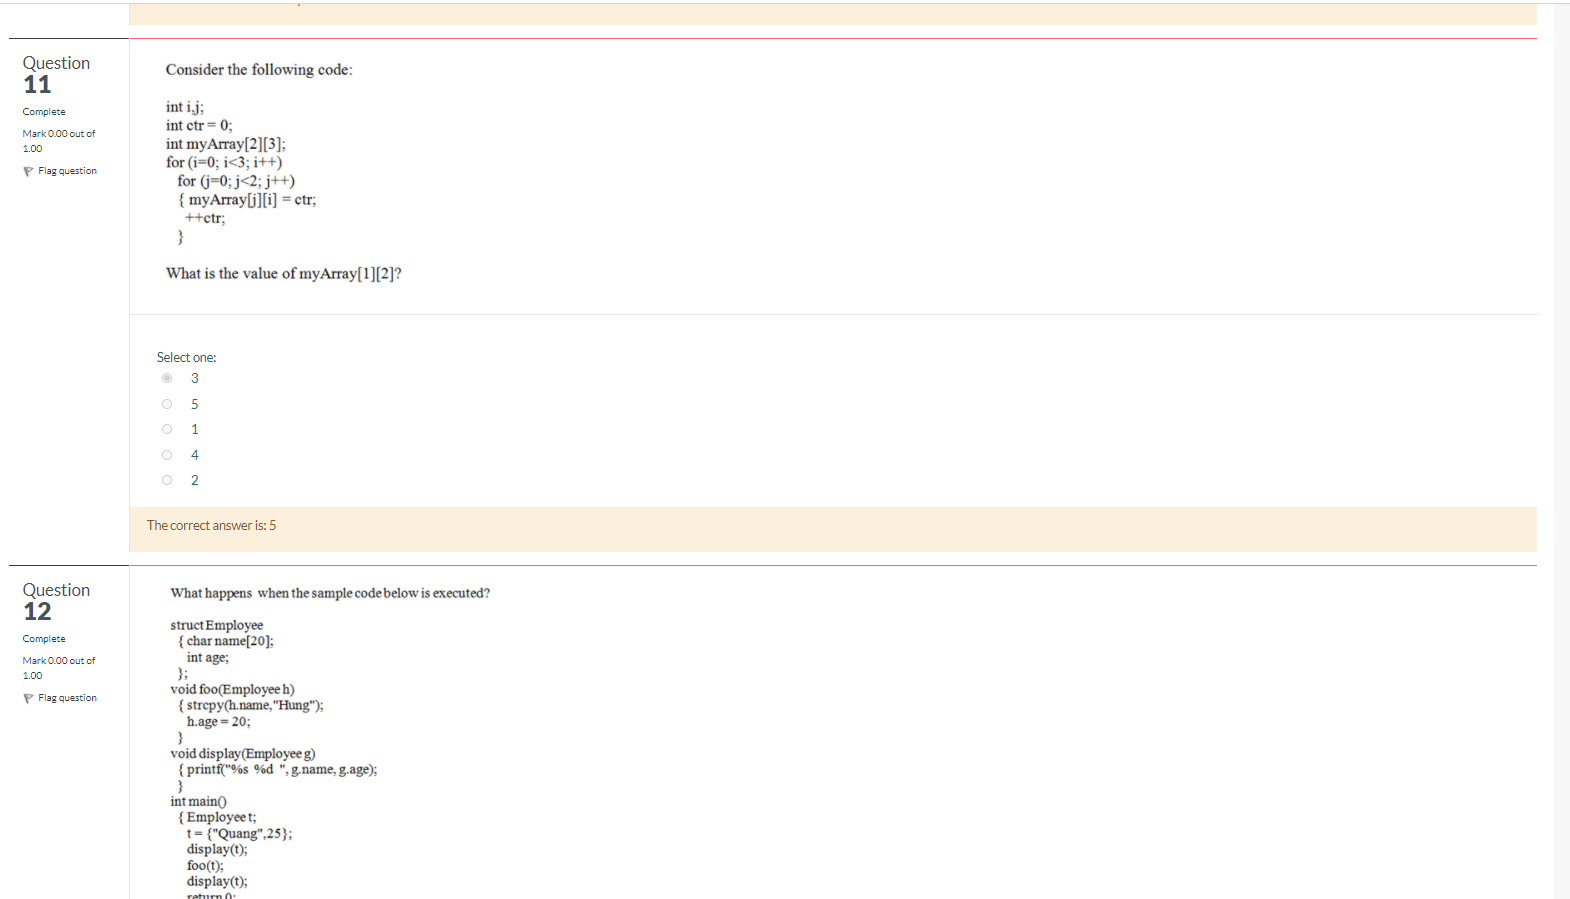 Question
11
Complete
Mark 0.00 out of
1.00
Flag question
Consider the following code:
int i,j;
int ctr = 0;
int myArray[2][3];
for (i=0; i<3; i++)
for (j=0; j<2; j++)
{ myArray[j][i] = ctr;
++ctr;
}
What is the value of myArray[1][2]?
Select one:
3
5
1
4
2
The correct answer is: 5
Question
12
Complete
Mark 0.00 out of
1.00
Flag question
What happens when the sample code below is executed?
struct Employee
{ char name[20];
int age;
};
void foo(Employee h)
{ strcpy(h.name,"Hung");
h.age = 20;
}
void display(Employee g)
{ printf("%s %d ", g.name, g.age);
}
int main()
{ Employee t;
t = {"Quang",25};
display(t);
foo(t);
display(t);
return 0;